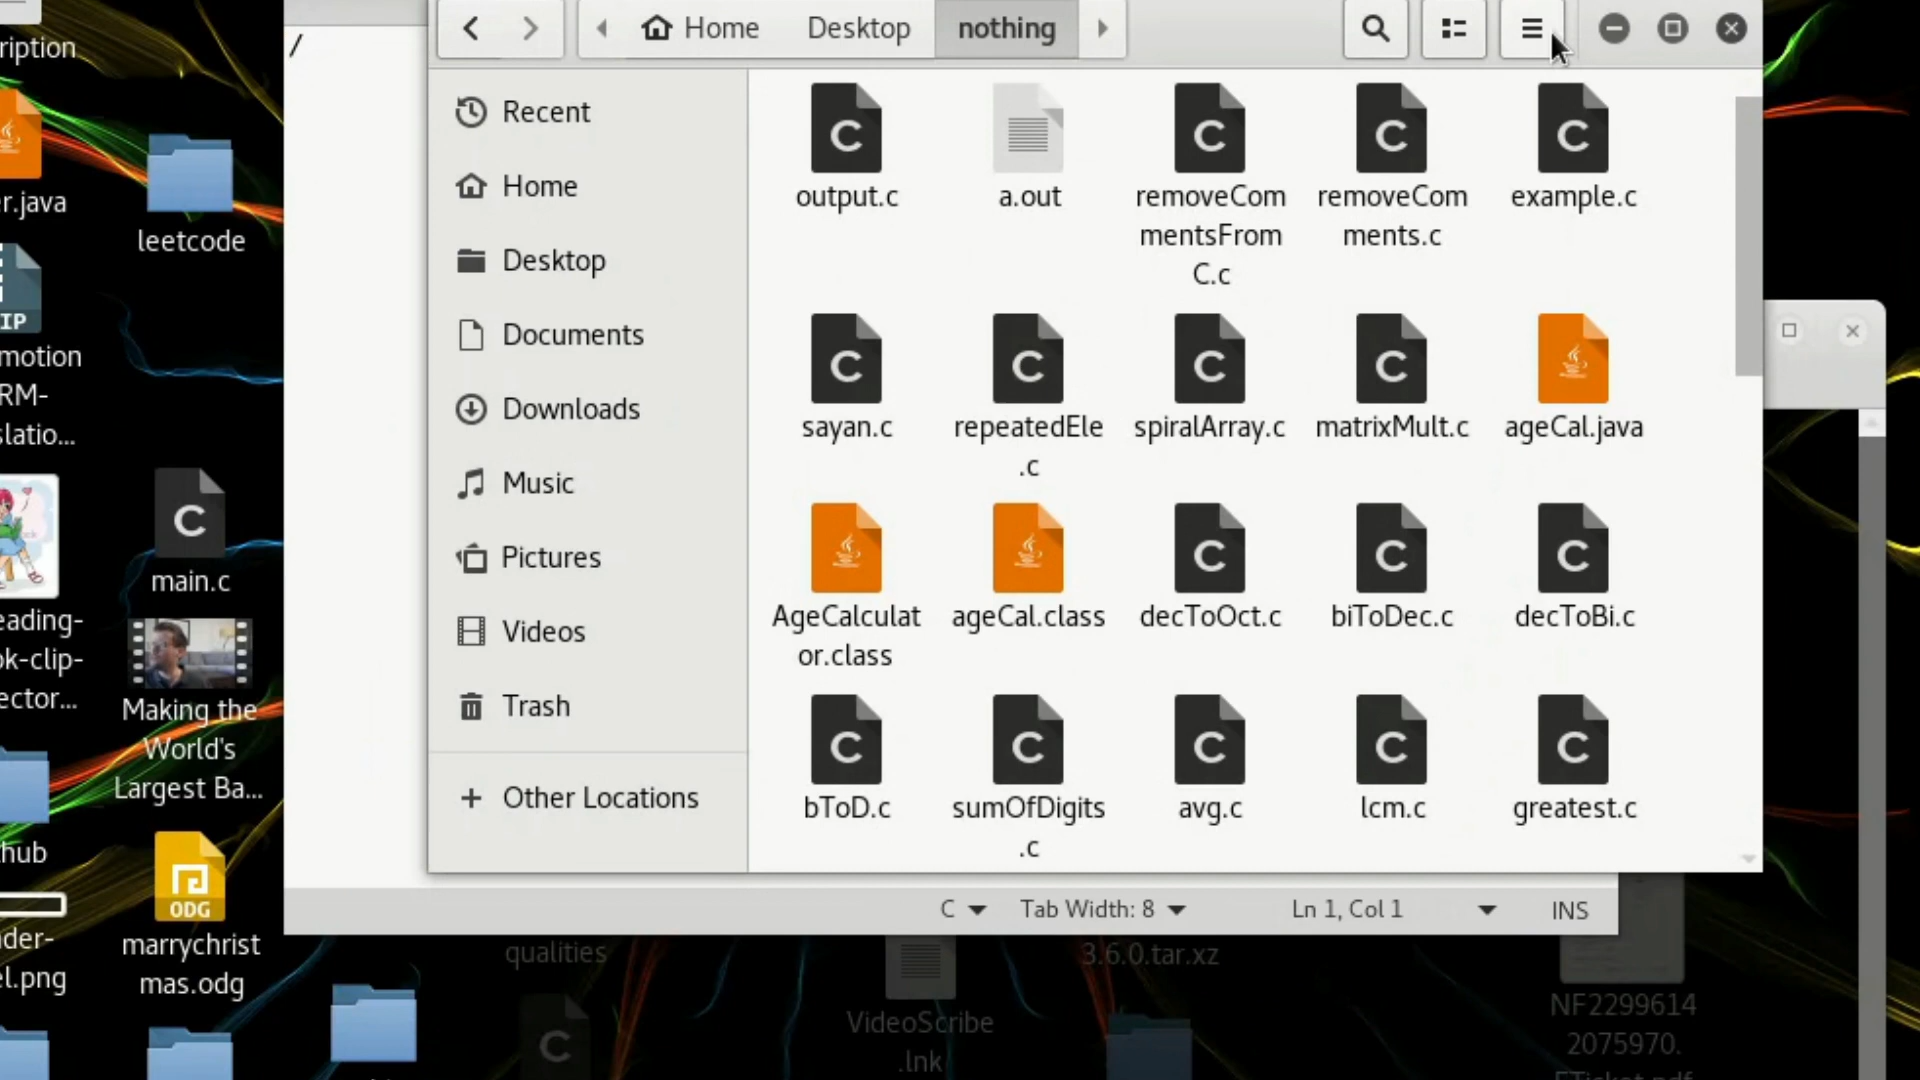 /
Home Desktop nothing
Recent
Home
Desktop
Documents
Downloads
Music
Pictures
Videos
Trash
+ Other Locations
output.c
a.out
removeCom
mentsFrom
C.c
removeCom
ments.c
example.c
sayan.c
repeatedEle
.c
spiralArray.c
matrixMult.c
ageCal.java
AgeCalculat
or.class
ageCal.class
decToOct.c
biToDec.c
decToBi.c
bToD.c
sumOfDigits
.c
avg.c
lcm.c
greatest.c
C Tab Width: 8 Ln 1, Col 1 INS
ription
r.java
leetcode
IP
motion
RM-
slatio...
main.c
eading-
ok-clip-
ector...
Making the
World's
Largest Ba...
hub
ODG
marrychrist
mas.odg
der-
el.png
qualities
3.6.0.tar.xz
VideoScribe
.lnk
NF2299614
2075970.
ETicket.pdf